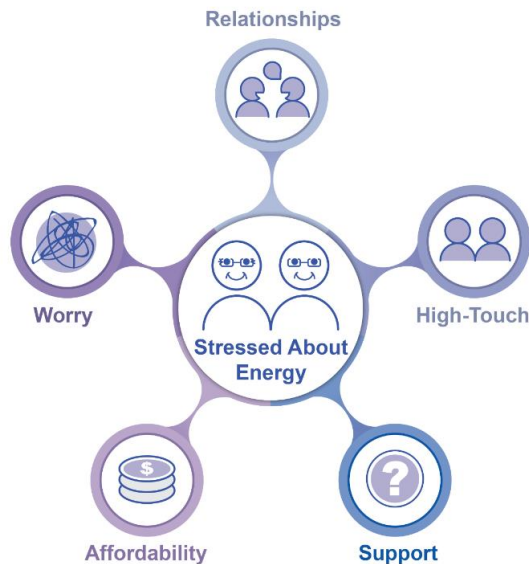 Relationships
Worry
High-Touch
Stressed About
Energy
$
?
Affordability
Support